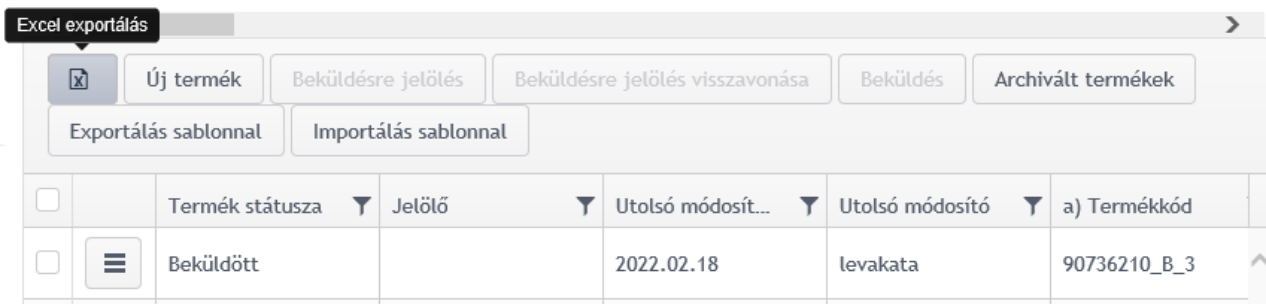 Excel exportálás
Új termék Beküldésre jelölés Beküldésre jelölés visszavonása Beküldés Archivált termékek
Exportálás sablonnal Importálás sablonnal
Termék státusza Jelölő Utolsó módosít... Utolsó módosító a) Termékkód
Beküldött 2022.02.18 levakata 90736210_B_3